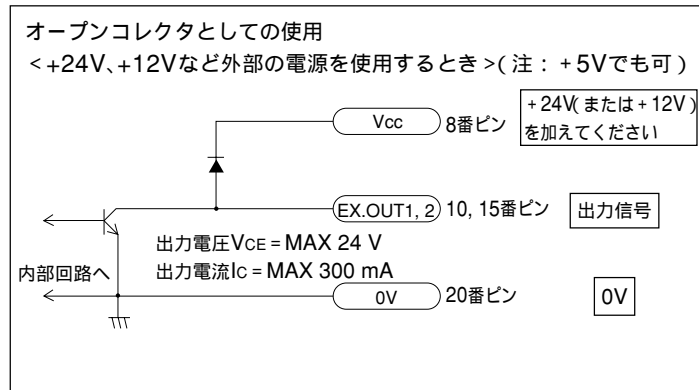 オープンコレクタとしての使用
<+24V、+12Vなど外部の電源を使用するとき>(注：+5Vでも可)
Vcc 8番ピン
+24V(または+12V)
を加えてください
EX.OUT1, 2 10, 15番ピン 出力信号
出力電圧VCE = MAX 24 V
出力電流IC = MAX 300 mA
内部回路へ
0V 20番ピン 0V